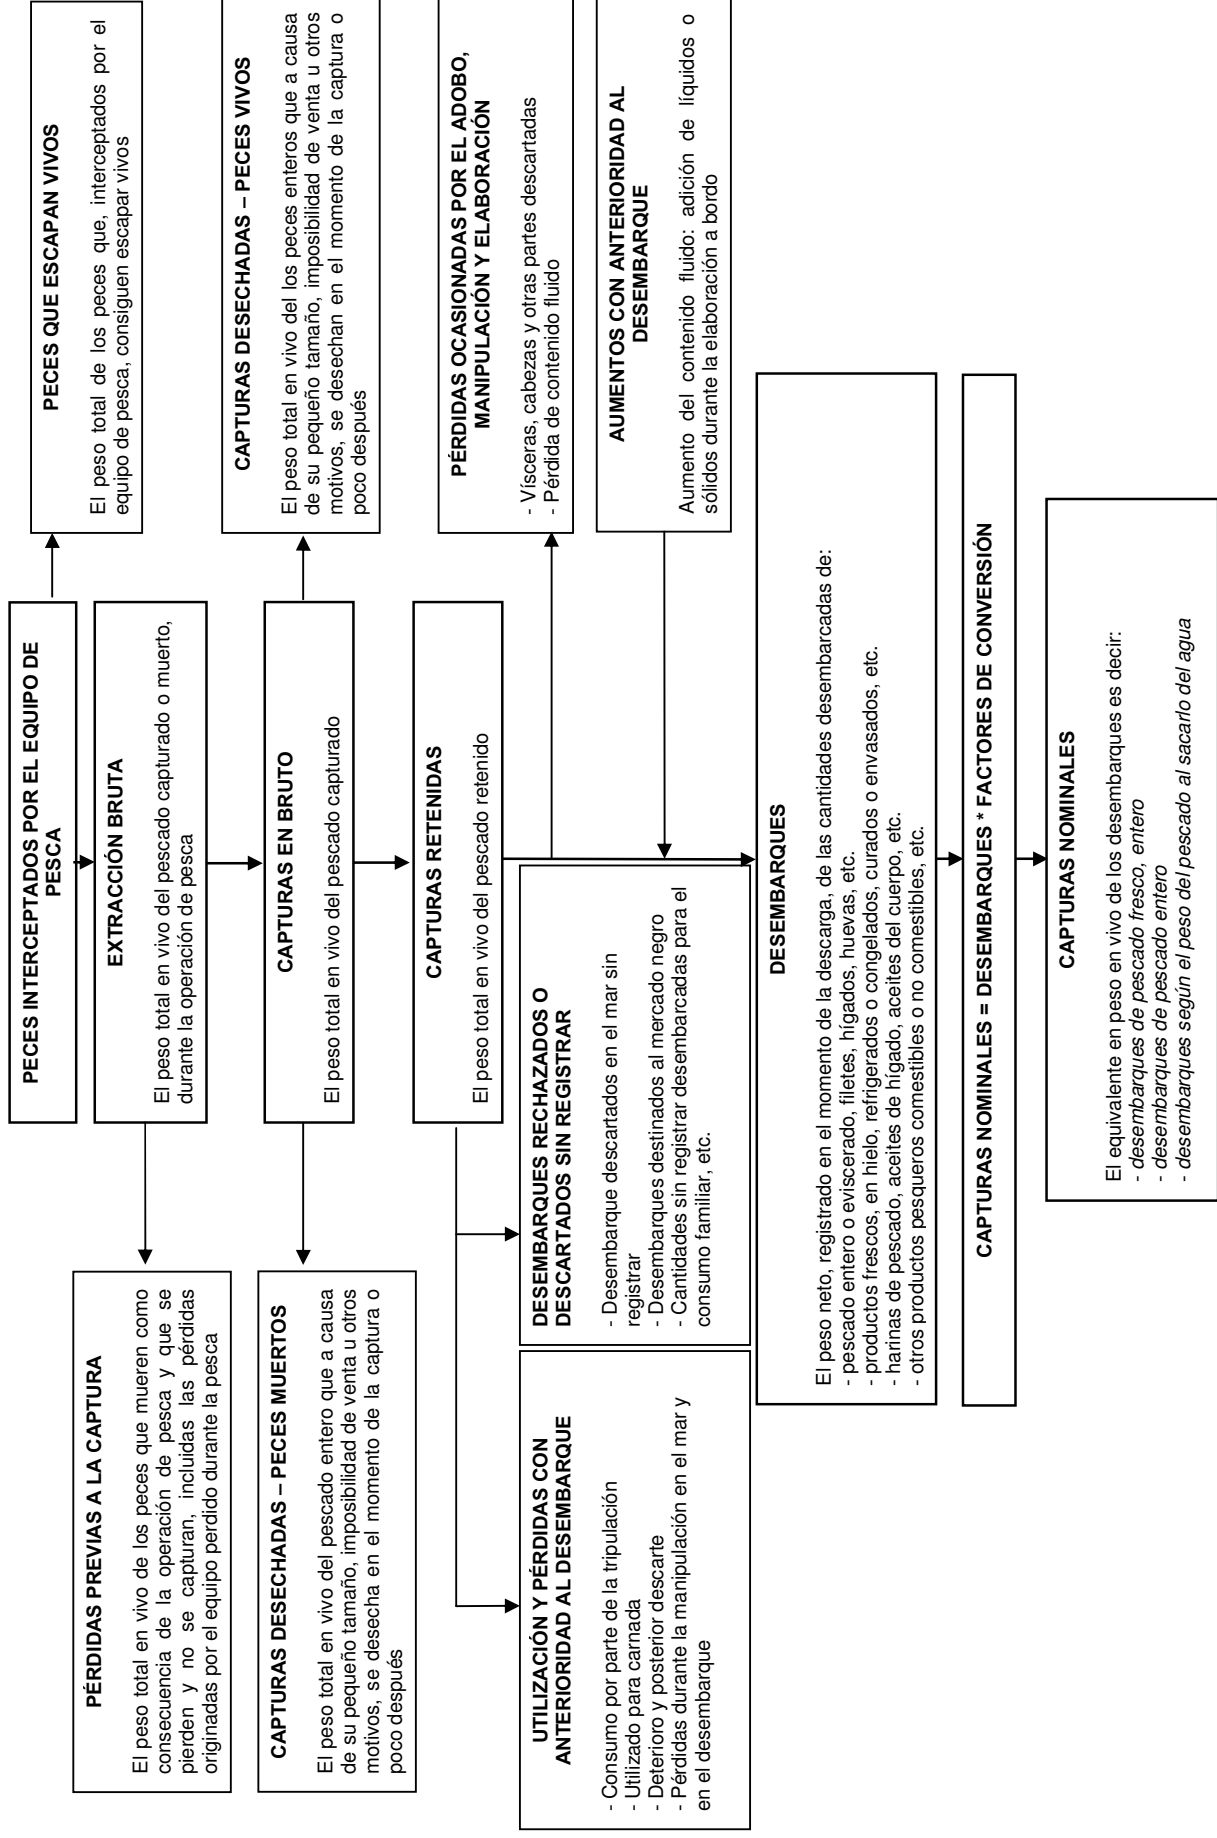 PECES INTERCEPTADOS POR EL EQUIPO DE
PESCA
PECES QUE ESCAPAN VIVOS
El peso total de los peces que, interceptados por el
equipo de pesca, consiguen escapar vivos
EXTRACCIÓN BRUTA
El peso total en vivo del pescado capturado o muerto,
durante la operación de pesca
PÉRDIDAS PREVIAS A LA CAPTURA
El peso total en vivo de los peces que mueren como
consecuencia de la operación de pesca y que se
pierden y no se capturan, incluidas las pérdidas
originadas por el equipo perdido durante la pesca
CAPTURAS EN BRUTO
El peso total en vivo del pescado capturado
CAPTURAS DESECHADAS – PECES VIVOS
El peso total en vivo del los peces enteros que a causa
de su pequeño tamaño, imposibilidad de venta u otros
motivos, se desechan en el momento de la captura o
poco después
CAPTURAS DESECHADAS – PECES MUERTOS
El peso total en vivo del pescado entero que a causa
de su pequeño tamaño, imposibilidad de venta u otros
motivos, se desecha en el momento de la captura o
poco después
CAPTURAS RETENIDAS
El peso total en vivo del pescado retenido
PÉRDIDAS OCASIONADAS POR EL ADOBO,
MANIPULACIÓN Y ELABORACIÓN
- Vísceras, cabezas y otras partes descartadas
- Pérdida de contenido fluido
UTILIZACIÓN Y PÉRDIDAS CON
ANTERIORIDAD AL DESEMBARQUE
- Consumo por parte de la tripulación
- Utilizado para carnada
- Deterioro y posterior descarte
- Pérdidas durante la manipulación en el mar y
en el desembarque
DESEMBARQUES RECHAZADOS O
DESCARTADOS SIN REGISTRAR
- Desembarque descartados en el mar sin
registrar
- Desembarques destinados al mercado negro
- Cantidades sin registrar desembarcadas para el
consumo familiar, etc.
AUMENTOS CON ANTERIORIDAD AL
DESEMBARQUE
Aumento del contenido fluido: adición de líquidos o
sólidos durante la elaboración a bordo
DESEMBARQUES
El peso neto, registrado en el momento de la descarga, de las cantidades desembarcadas de:
- pescado entero o eviscerado, filetes, hígados, huevas, etc.
- productos frescos, en hielo, refrigerados o congelados, curados o envasados, etc.
- harinas de pescado, aceites de hígado, aceites del cuerpo, etc.
- otros productos pesqueros comestibles o no comestibles, etc.
CAPTURAS NOMINALES = DESEMBARQUES * FACTORES DE CONVERSIÓN
CAPTURAS NOMINALES
El equivalente en peso en vivo de los desembarques es decir:
- desembarques de pescado fresco, entero
- desembarques de pescado entero
- desembarques según el peso del pescado al sacarlo del agua